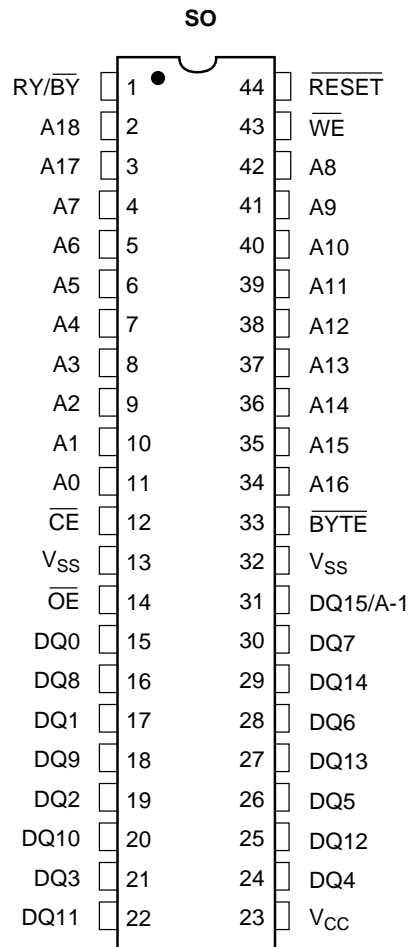 SO
RY/BY 1 44 RESET
A18 2 43 WE
A17 3 42 A8
A7 4 41 A9
A6 5 40 A10
A5 6 39 A11
A4 7 38 A12
A3 8 37 A13
A2 9 36 A14
A1 10 35 A15
A0 11 34 A16
CE 12 33 BYTE
VSS 13 32 VSS
OE 14 31 DQ15/A-1
DQ0 15 30 DQ7
DQ8 16 29 DQ14
DQ1 17 28 DQ6
DQ9 18 27 DQ13
DQ2 19 26 DQ5
DQ10 20 25 DQ12
DQ3 21 24 DQ4
DQ11 22 23 VCC